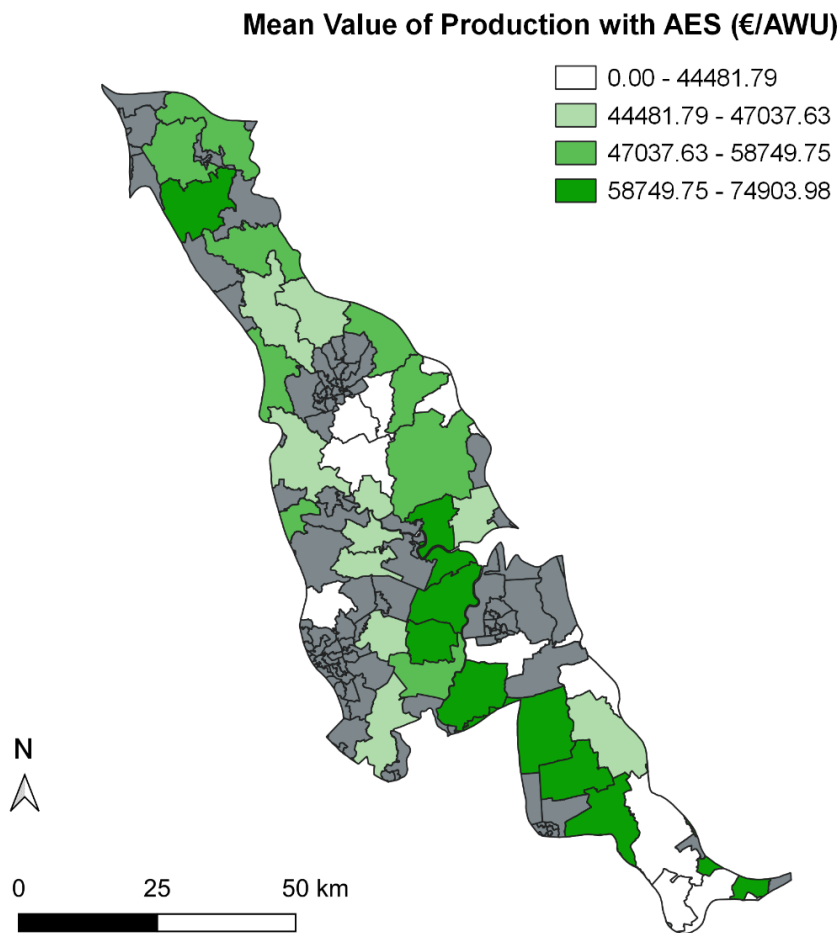 Mean Value of Production with AES (€/AWU)
0.00 - 44481.79
44481.79 - 47037.63
47037.63 - 58749.75
58749.75 - 74903.98
N
0 25 50 km